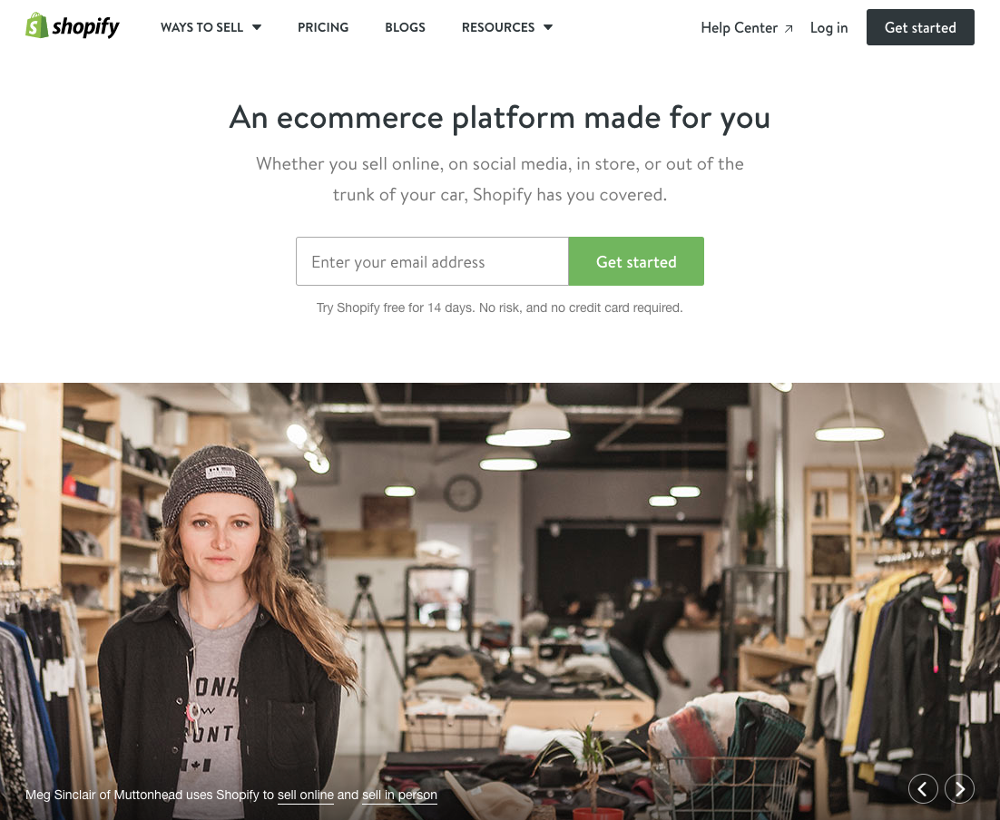 shopify
WAYS TO SELL
PRICING
BLOGS
RESOURCES
Help Center
Log in
Get started
An ecommerce platform made for you
Whether you sell online, on social media, in store, or out of the
trunk of your car, Shopify has you covered.
Enter your email address
Get started
Try Shopify free for 14 days. No risk, and no credit card required.
Meg Sinclair of Muttonhead uses Shopify to sell online and sell in person